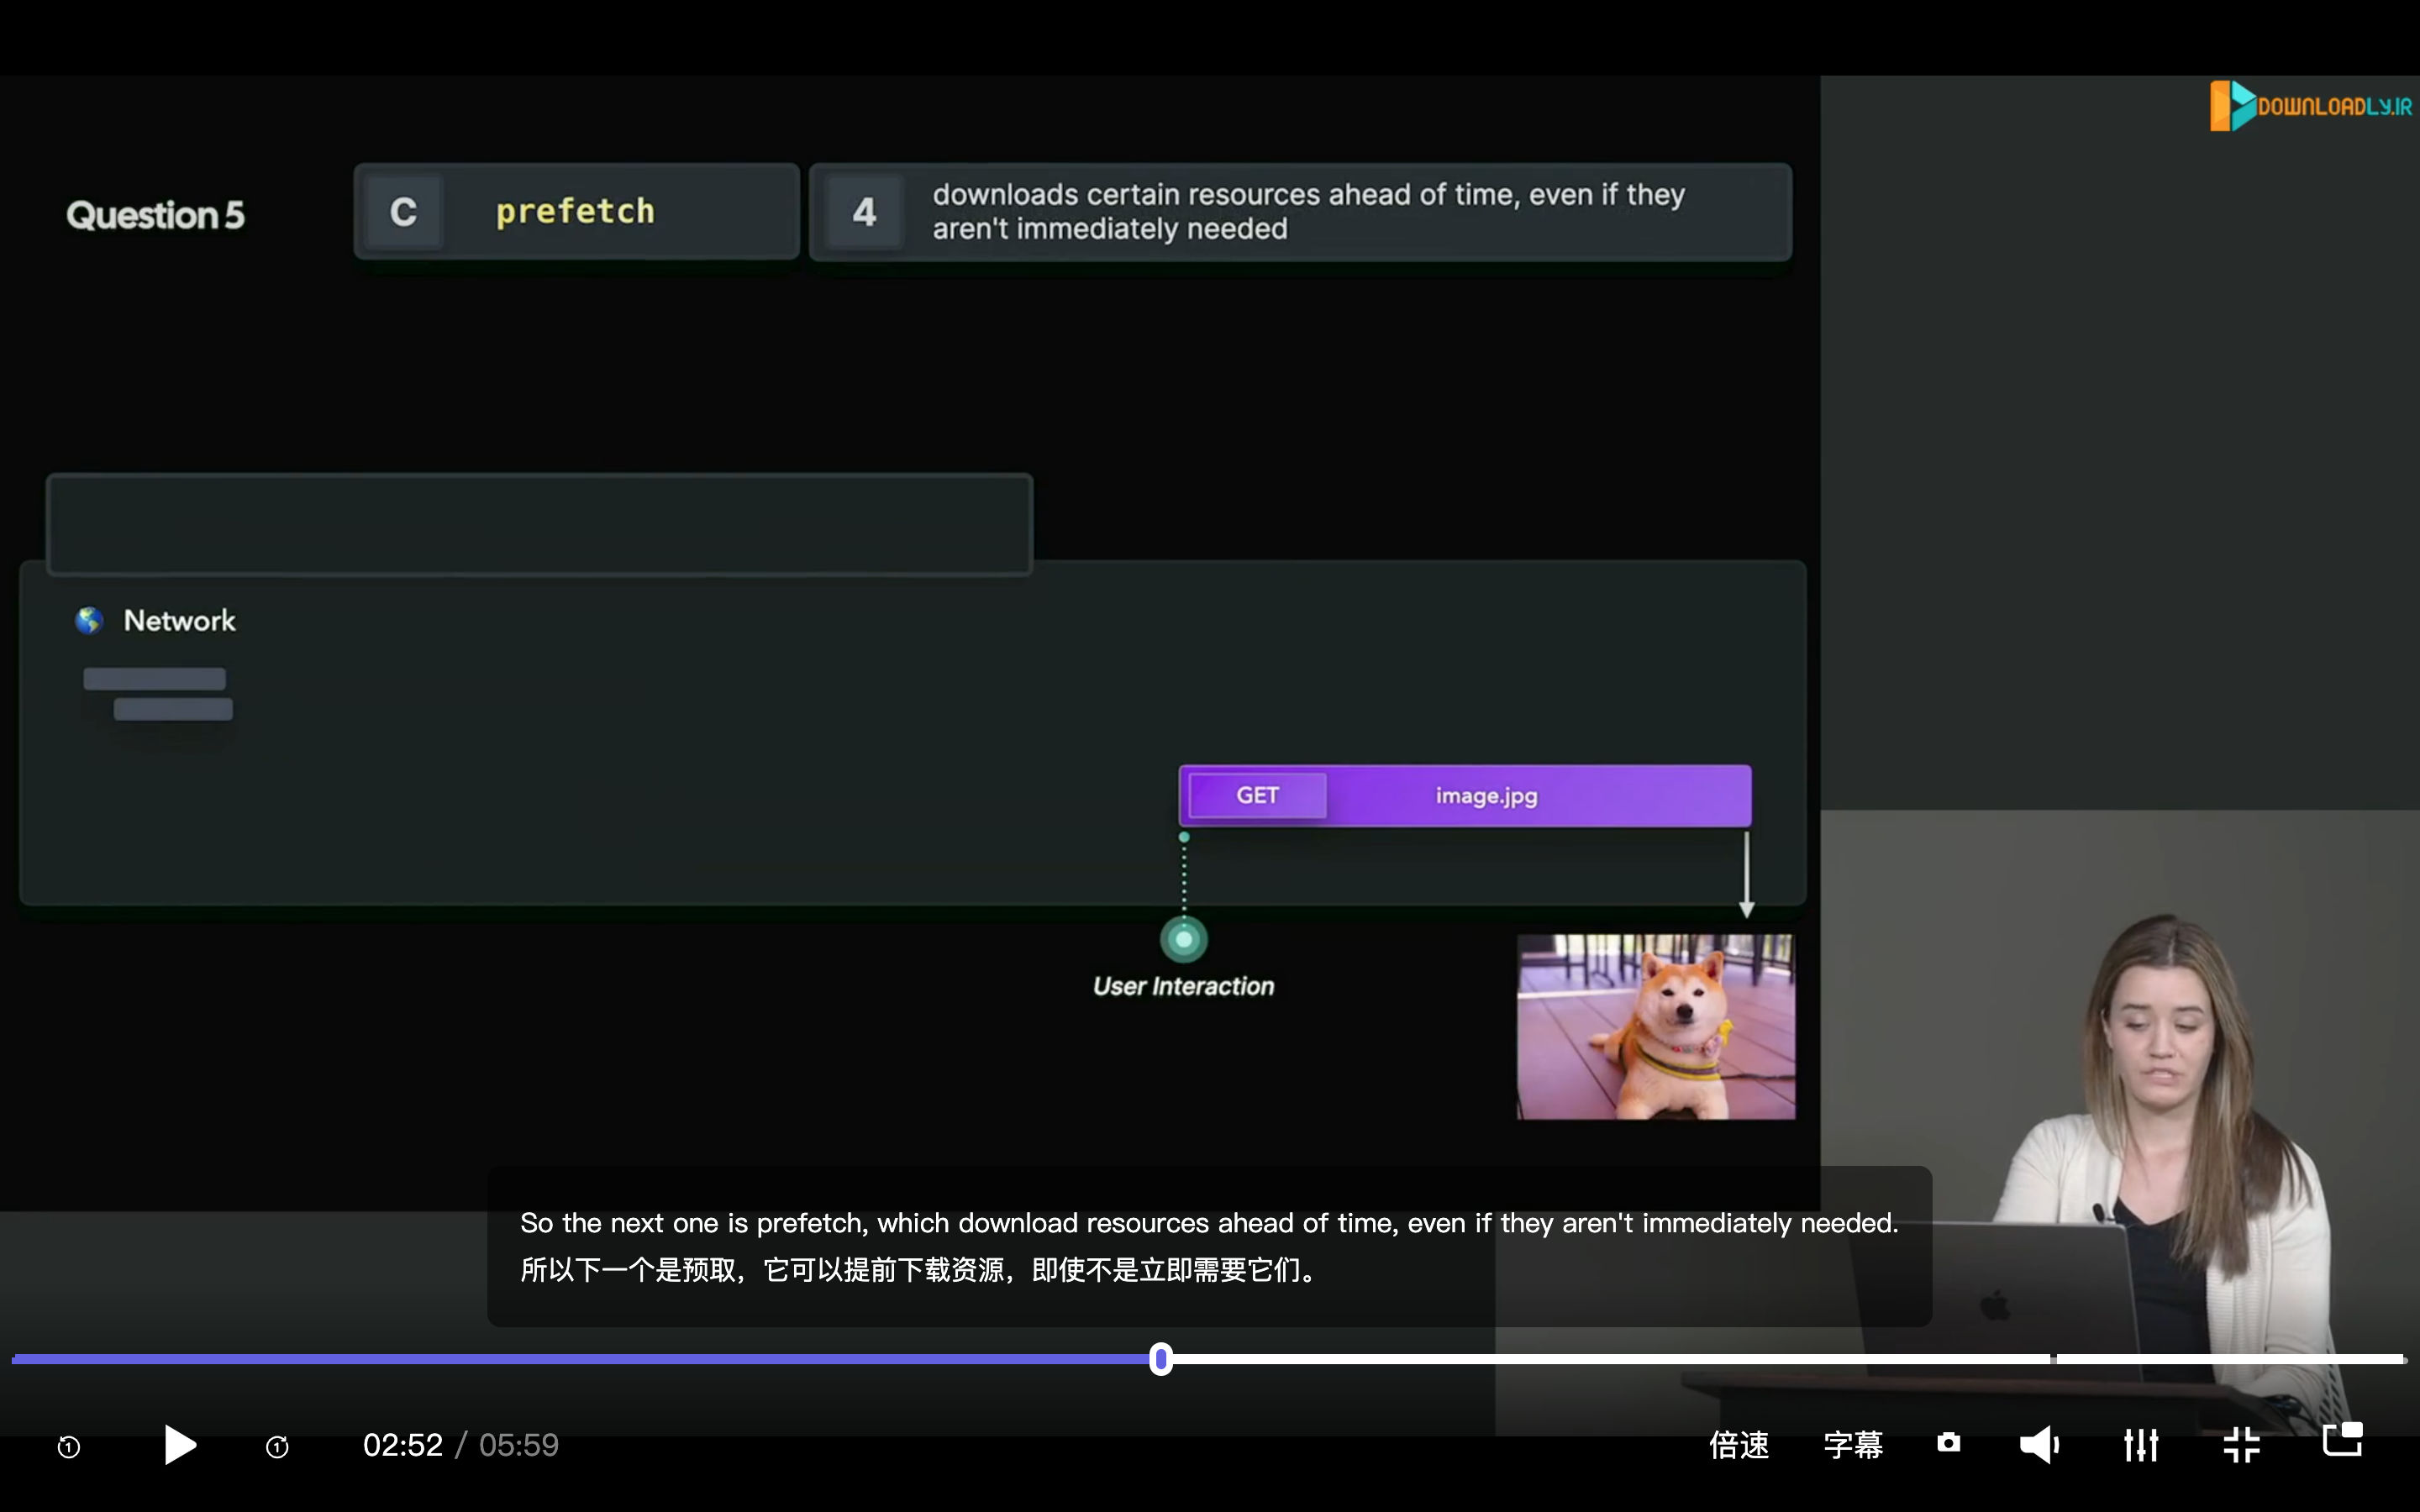 DOWNLOADLY.IR
Question 5
C
prefetch
4
downloads certain resources ahead of time, even if they
aren't immediately needed
Network
GET
image.jpg
User Interaction
So the next one is prefetch, which download resources ahead of time, even if they aren't immediately needed.
所以下一个是预取，它可以提前下载资源，即使不是立即需要它们。
1
1
02:52 / 05:59
倍速
字幕